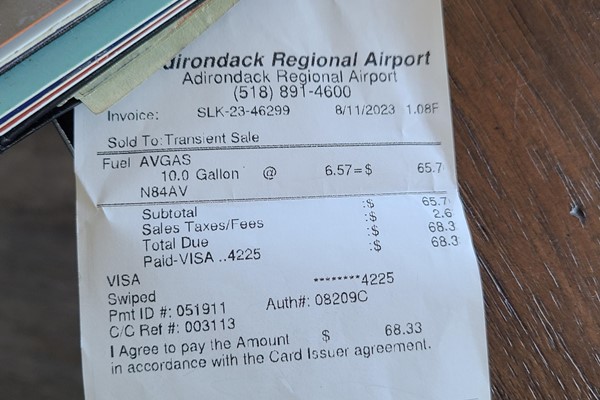 dirondack Regional Airport
Adirondack Regional Airport
(518) 891-4600
Invoice: SLK-23-46299 8/11/2023 1.08F
Sold To: Transient Sale
Fuel AVGAS
10.0 Gallon @ 6.57=$ 65.7
N84AV
Subtotal :$ 65.7
Sales Taxes/Fees :$ 2.6
Total Due :$ 68.3
Paid-VISA ..4225 :$ 68.3
VISA ********4225
Swiped
Pmt ID #: 051911 Auth#: 08209C
C/C Ref #: 003113
I Agree to pay the Amount $ 68.33
in accordance with the Card Issuer agreement.